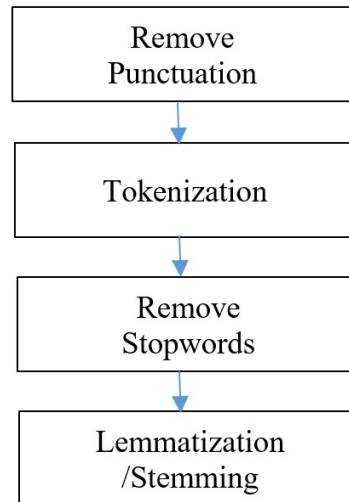 Remove
Punctuation
Tokenization
Remove
Stopwords
Lemmatization
/Stemming